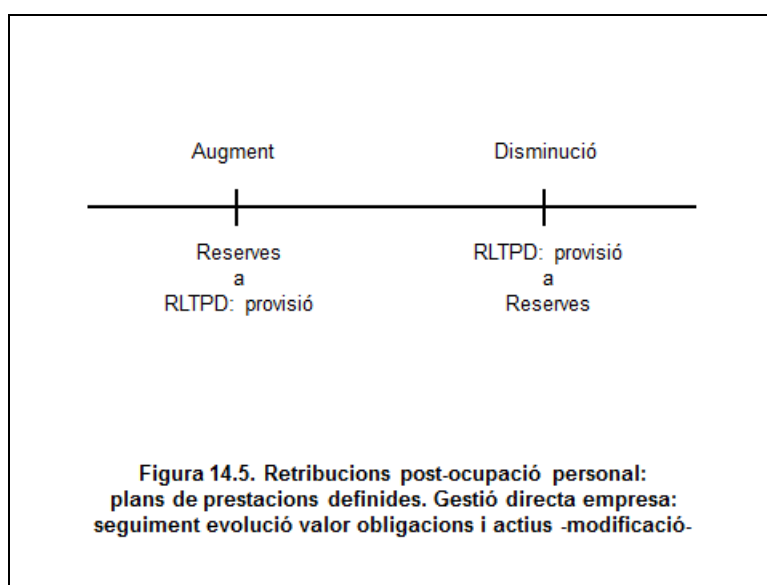 Augment
Disminució
Reserves
a
RLTPD: provisió
RLTPD: provisió
a
Reserves
Figura 14.5. Retribucions post-ocupació personal:
plans de prestacions definides. Gestió directa empresa:
seguiment evolució valor obligacions i actius -modificació-